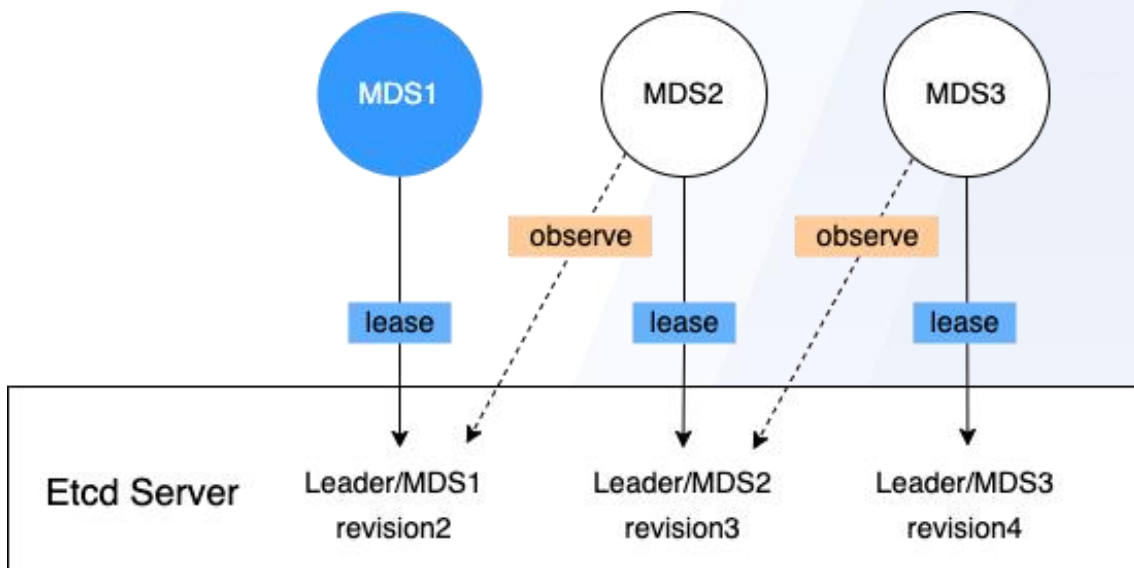 MDS1
MDS2
MDS3
observe
observe
lease
lease
lease
Etcd Server
Leader/MDS1
revision2
Leader/MDS2
revision3
Leader/MDS3
revision4